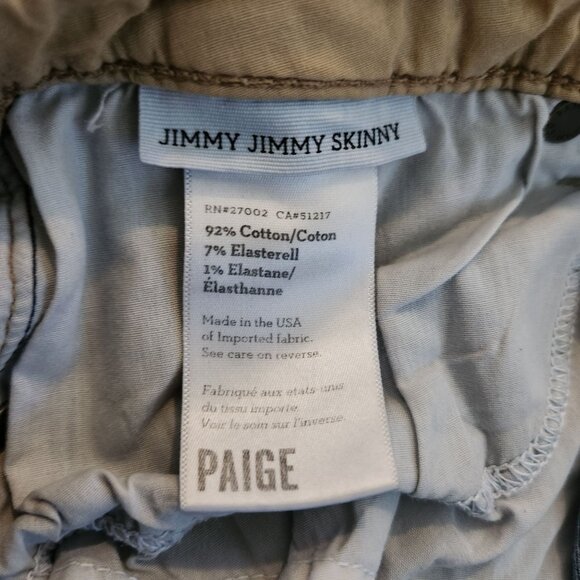 JIMMY JIMMY SKINNY
RN#27002 CA#51217
92% Cotton/Coton
7% Elasterell
1% Elastane/
Élasthanne
Made in the USA
of Imported fabric.
See care on reverse.
Fabriqué aux états-unis
du tissu importe.
Voir le soin sur l'inverse.
PAIGE